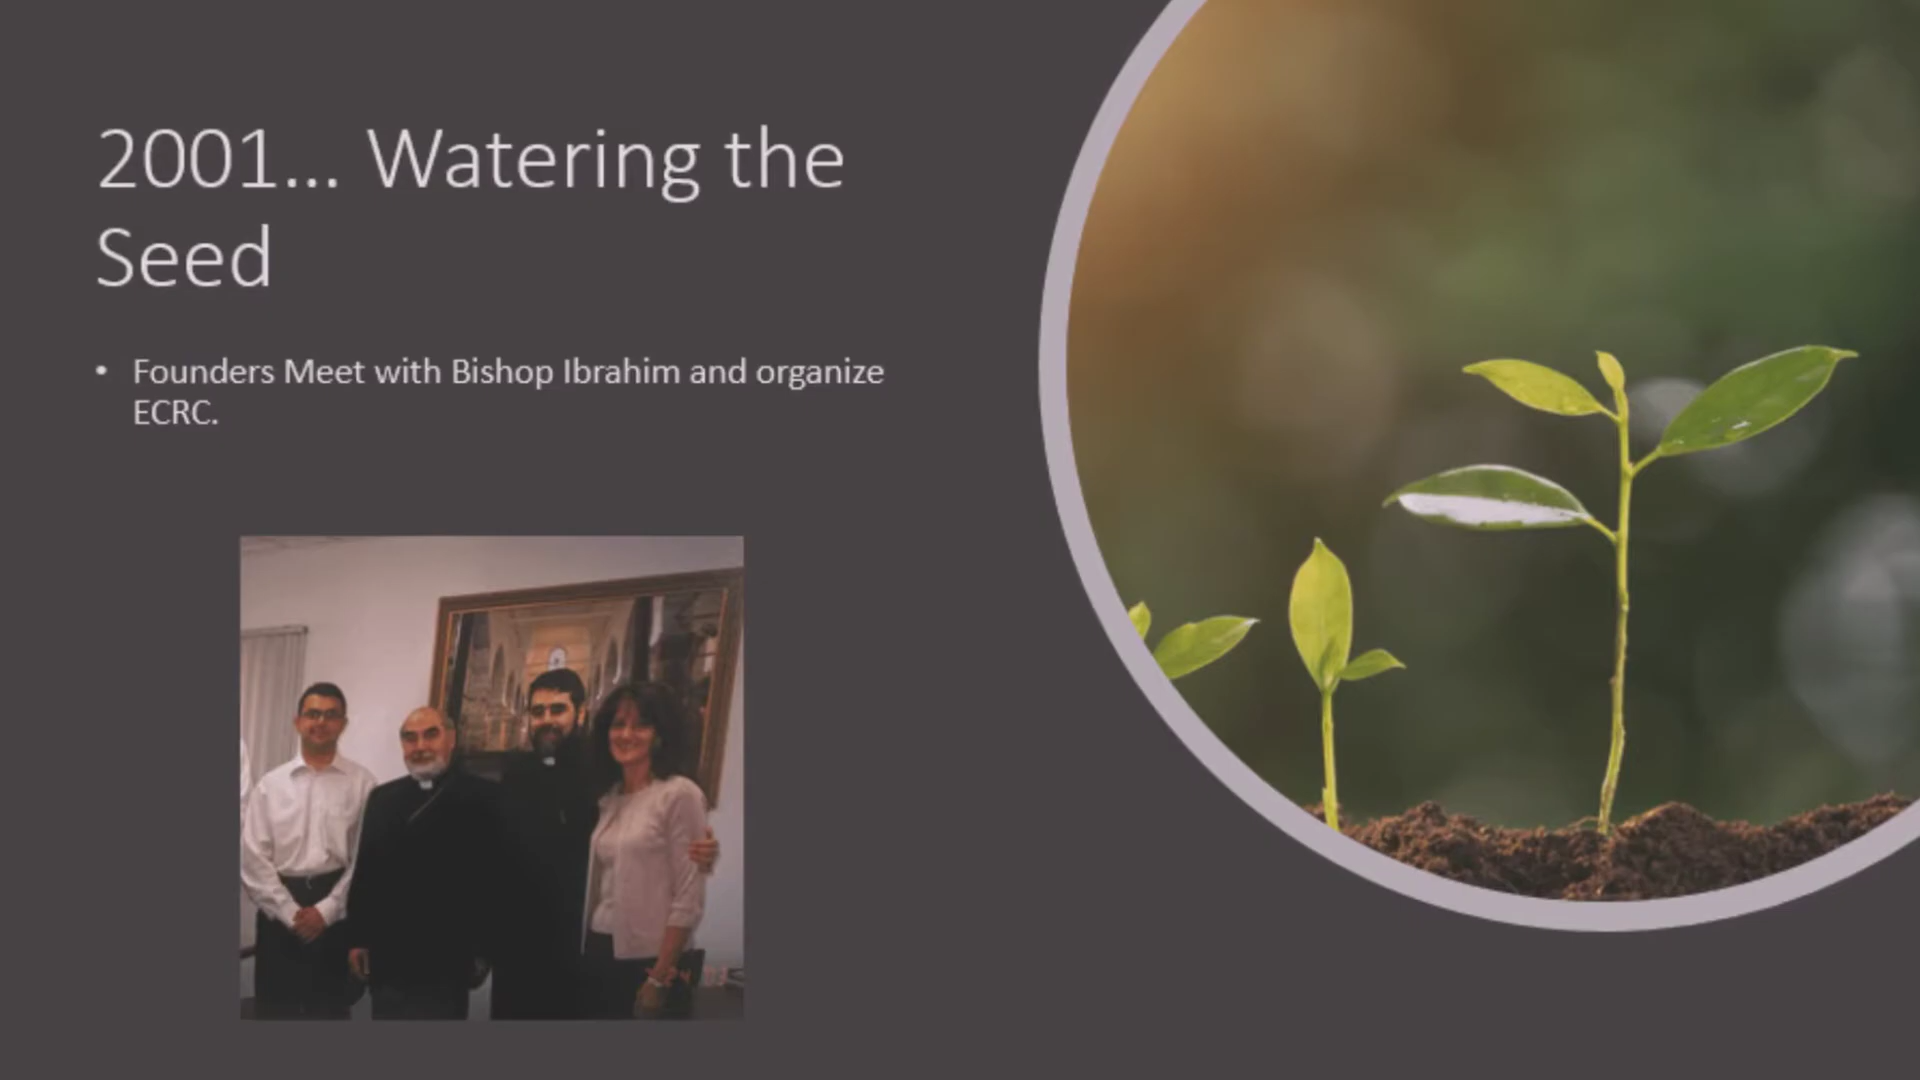 2001... Watering the
Seed
• Founders Meet with Bishop Ibrahim and organize
ECRC.